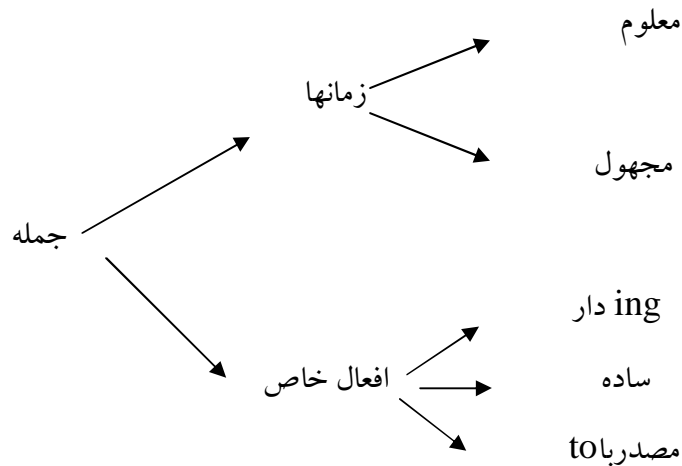 معلوم
زمانها
مجهول
جمله
ing دار
افعال خاص
ساده
مصدرباto